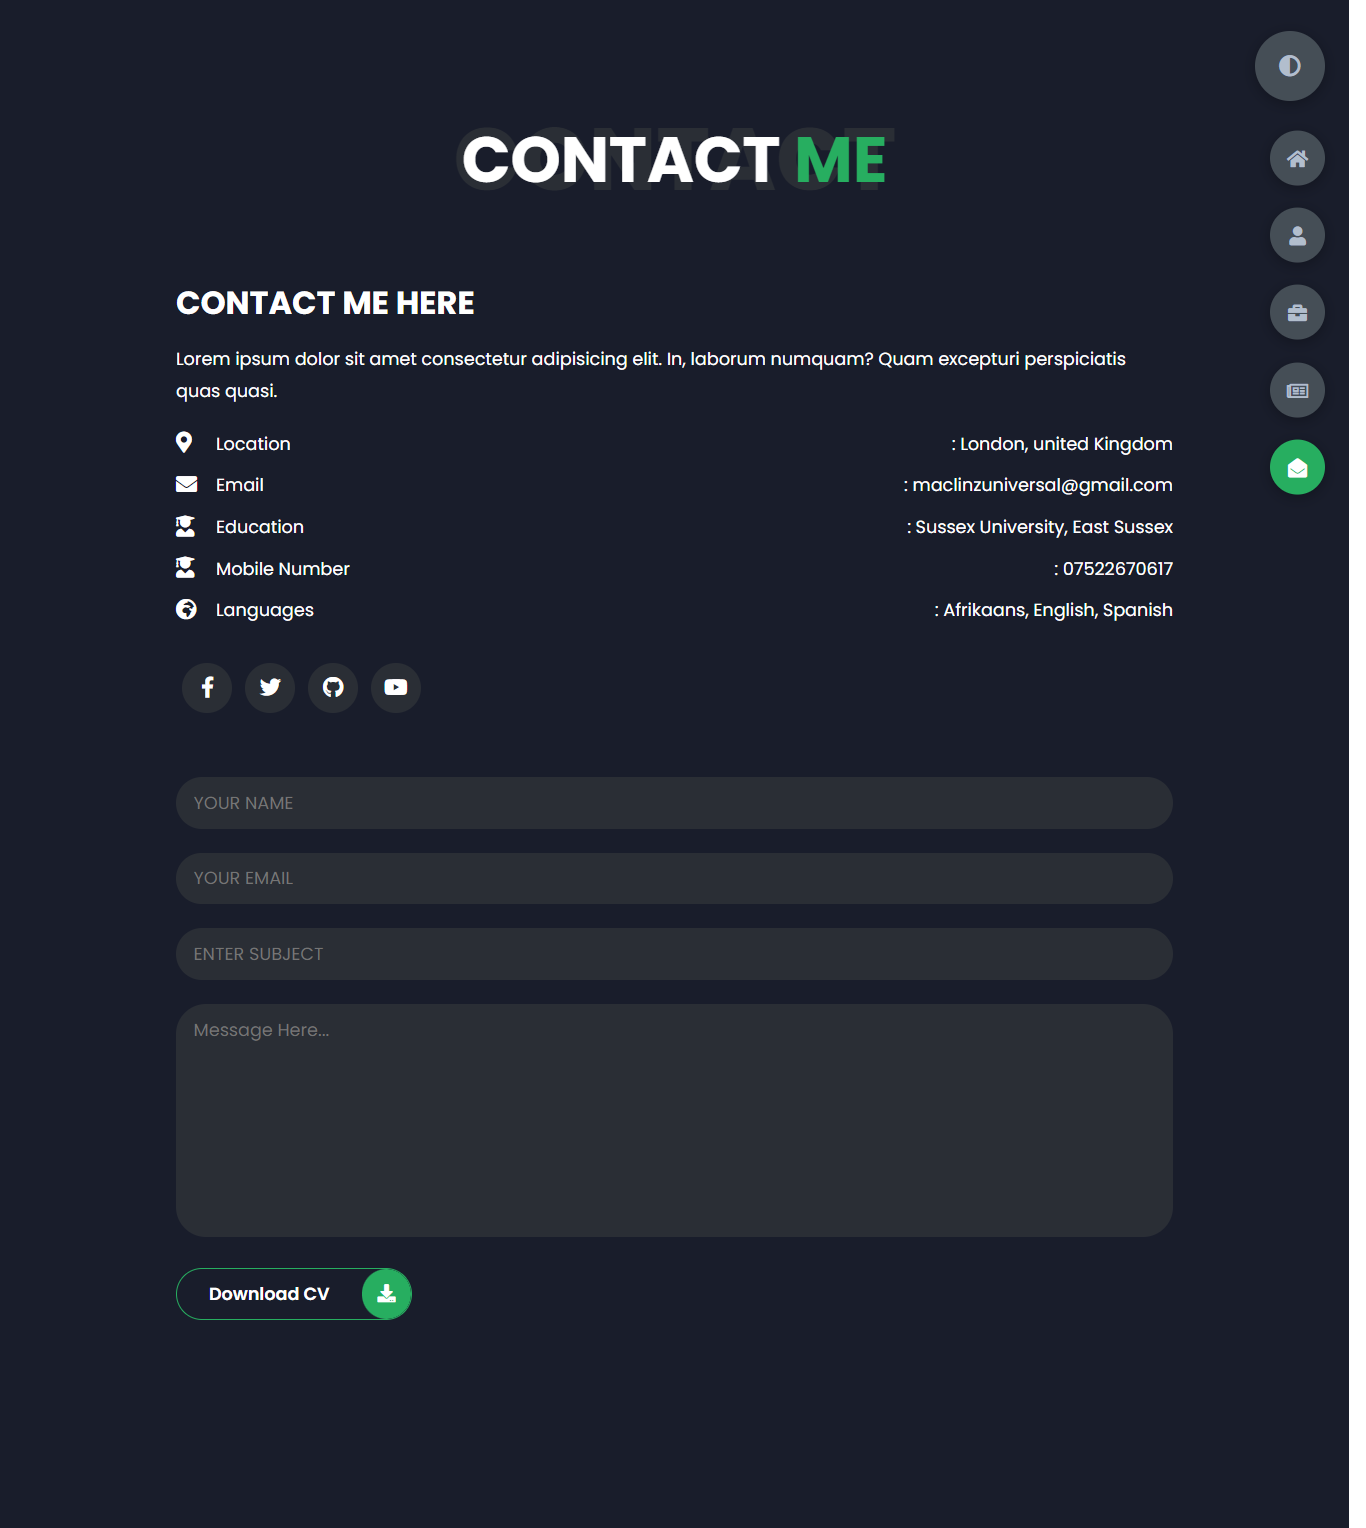 CONTACT
CONTACT ME
CONTACT ME HERE
Lorem ipsum dolor sit amet consectetur adipisicing elit. In, laborum numquam? Quam excepturi perspiciatis
quas quasi.
Location : London, united Kingdom
Email : maclinzuniversal@gmail.com
Education : Sussex University, East Sussex
Mobile Number : 07522670617
Languages : Afrikaans, English, Spanish
YOUR NAME
YOUR EMAIL
ENTER SUBJECT
Message Here...
Download CV